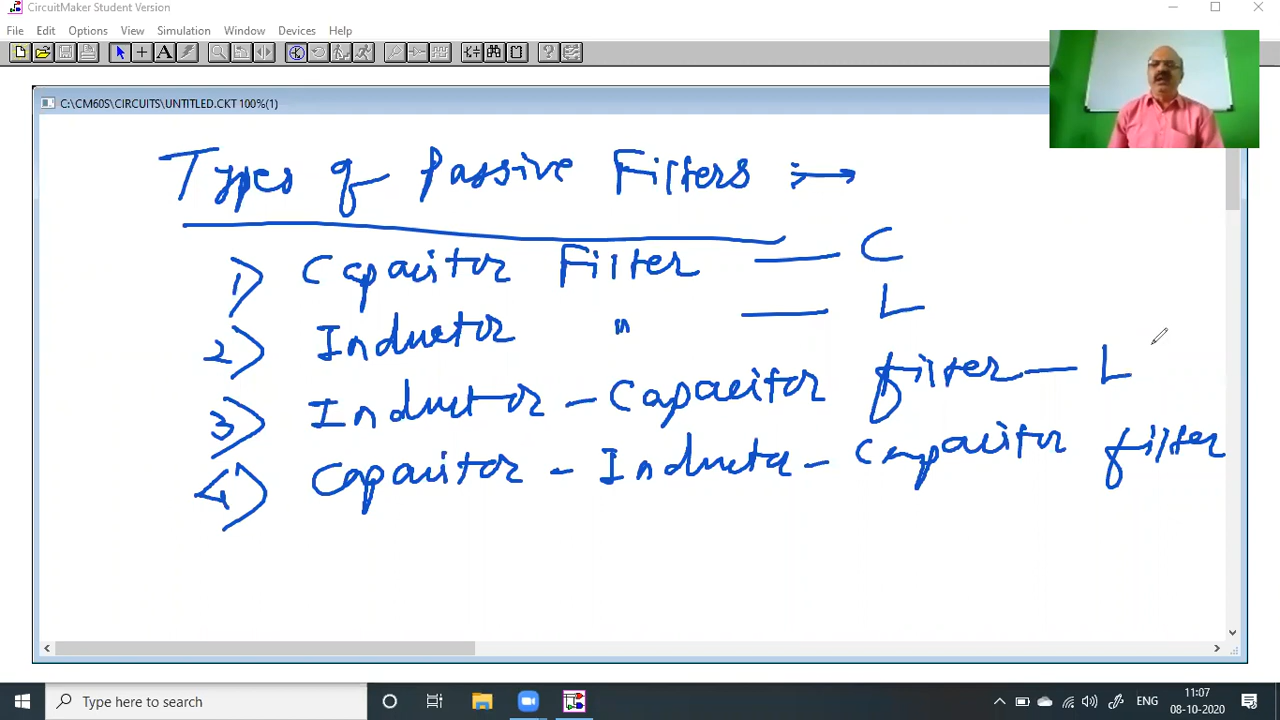 CircuitMaker Student Version
File Edit Options View Simulation Window Devices Help
C:\CM60S\CIRCUITS\UNTITLED.CKT 100%(1)
Types of Passive Filters :→
1) Capacitor Filter — C
2) Inductor " — L
3) Inductor - Capacitor filter — L
4) Capacitor - Inductor - Capacitor filter
Type here to search
ENG
11:07
08-10-2020